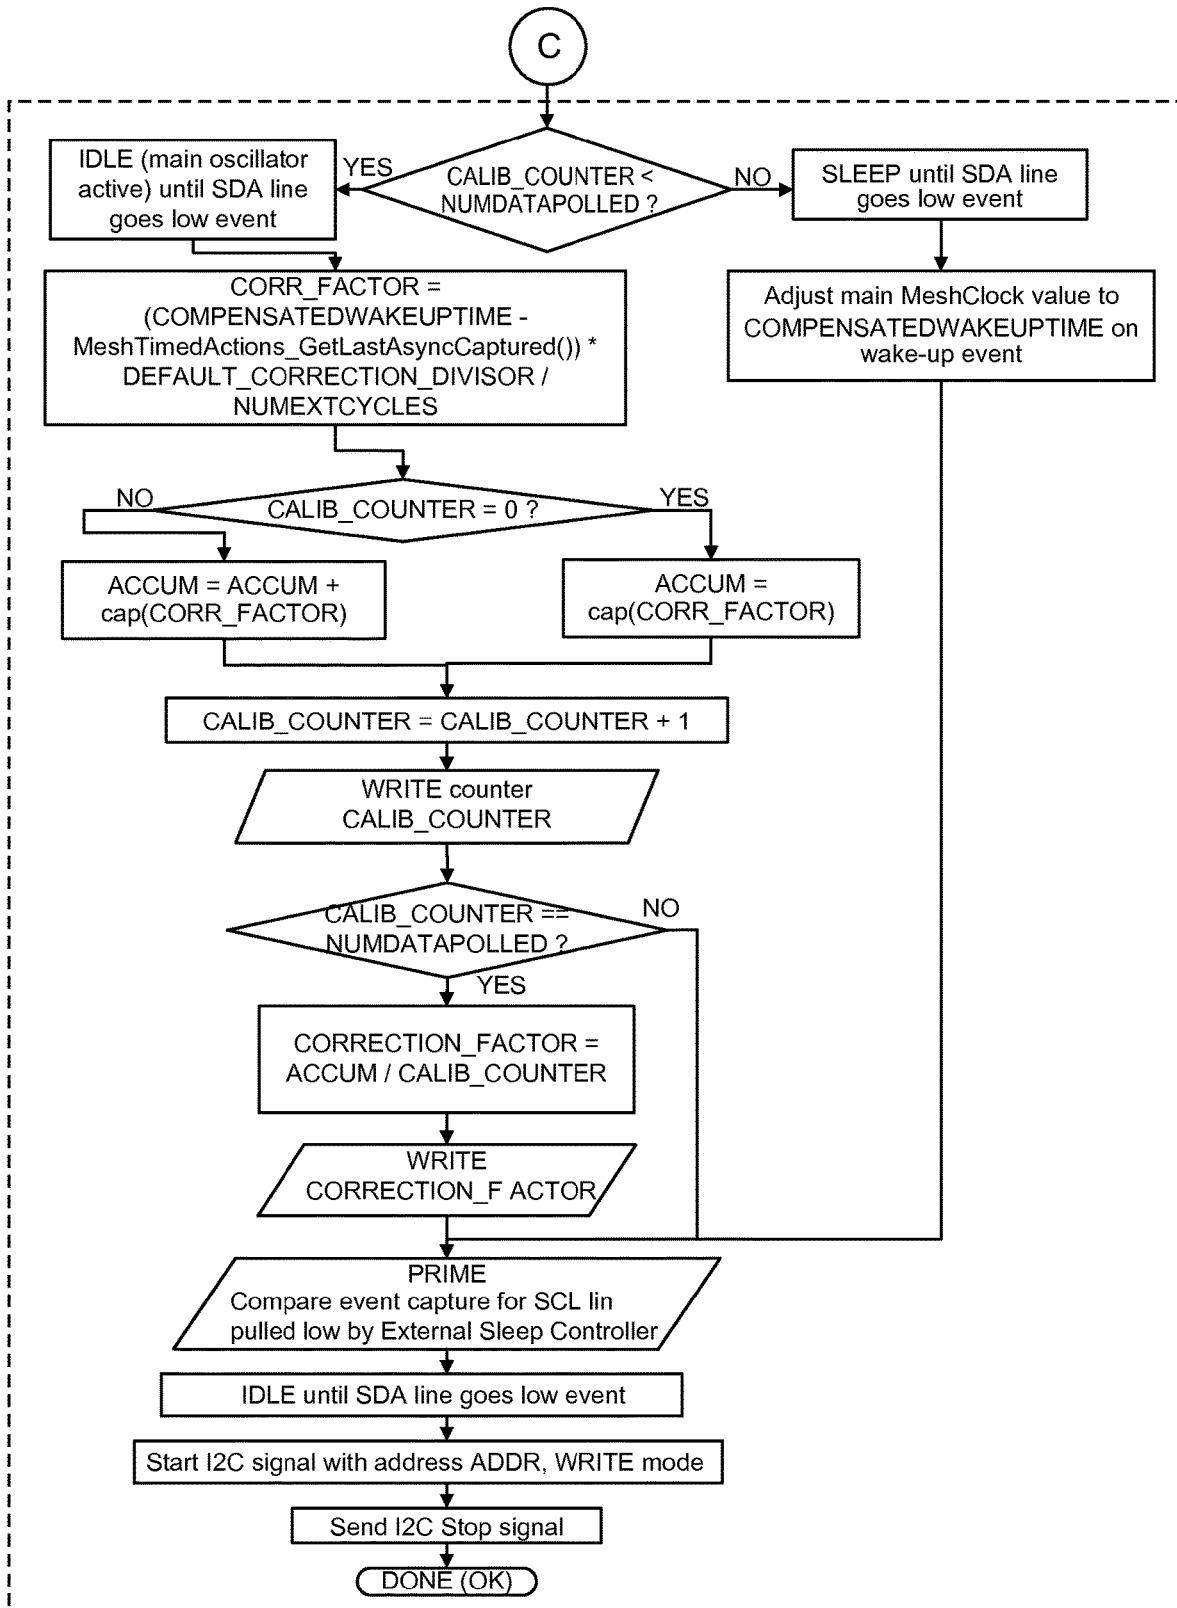 C
CALIB_COUNTER <
NUMDATAPOLLED ?
YES
NO
IDLE (main oscillator
active) until SDA line
goes low event
SLEEP until SDA line
goes low event
CORR_FACTOR =
(COMPENSATEDWAKEUPTIME -
MeshTimedActions_GetLastAsyncCaptured()) *
DEFAULT_CORRECTION_DIVISOR /
NUMEXTCYCLES
Adjust main MeshClock value to
COMPENSATEDWAKEUPTIME on
wake-up event
NO
CALIB_COUNTER = 0 ?
YES
ACCUM = ACCUM +
cap(CORR_FACTOR)
ACCUM =
cap(CORR_FACTOR)
CALIB_COUNTER = CALIB_COUNTER + 1
WRITE counter
CALIB_COUNTER
CALIB_COUNTER ==
NUMDATAPOLLED ?
NO
YES
CORRECTION_FACTOR =
ACCUM / CALIB_COUNTER
WRITE
CORRECTION_F ACTOR
PRIME
Compare event capture for SCL lin
pulled low by External Sleep Controller
IDLE until SDA line goes low event
Start I2C signal with address ADDR, WRITE mode
Send I2C Stop signal
DONE (OK)